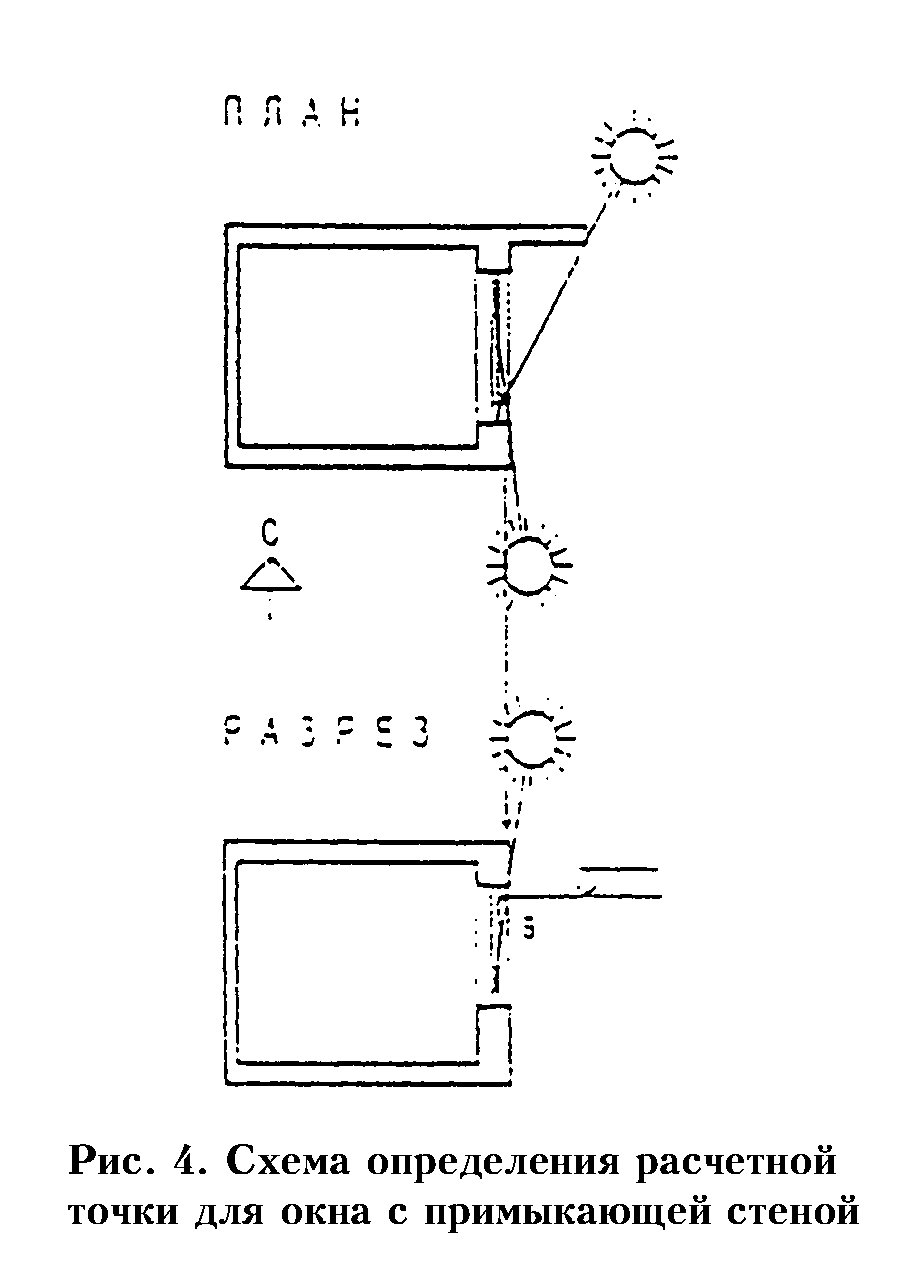 ПЛАН
С
РАЗРЕЗ
Рис. 4. Схема определения расчетной
точки для окна с примыкающей стеной